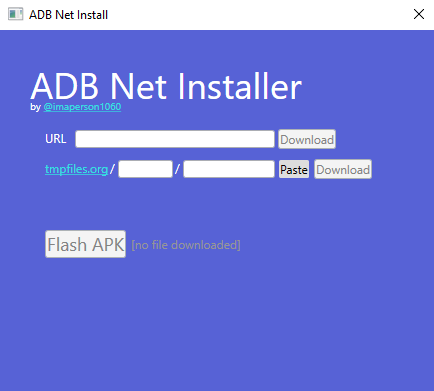 ADB Net Install
ADB Net Installer
by @imaperson1060
URL Download
tmpfiles.org / / Paste Download
Flash APK [no file downloaded]